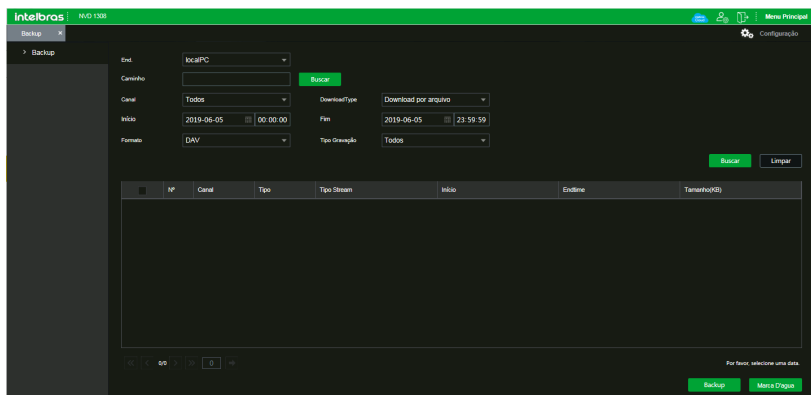 intelbras NVD 1308 Menu Principal
Backup × Configuração
> Backup
End. localPC
Caminho Buscar
Canal Todos DownloadType Download por arquivo
Início 2019-06-05 00:00:00 Fim 2019-06-05 23:59:59
Formato DAV Tipo Gravação Todos
Buscar Limpar
Nº Canal Tipo Tipo Stream Início Endtime Tamanho(KB)
0/0 0 Por favor, selecione uma data.
Backup Marca D'agua